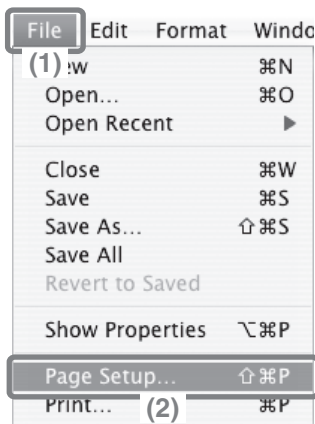 File Edit Format Windo
(1) ew ⌘N
Open... ⌘O
Open Recent ▶
Close ⌘W
Save ⌘S
Save As... ⇧⌘S
Save All
Revert to Saved
Show Properties ⌥⌘P
Page Setup... ⇧⌘P
Print... (2) ⌘P